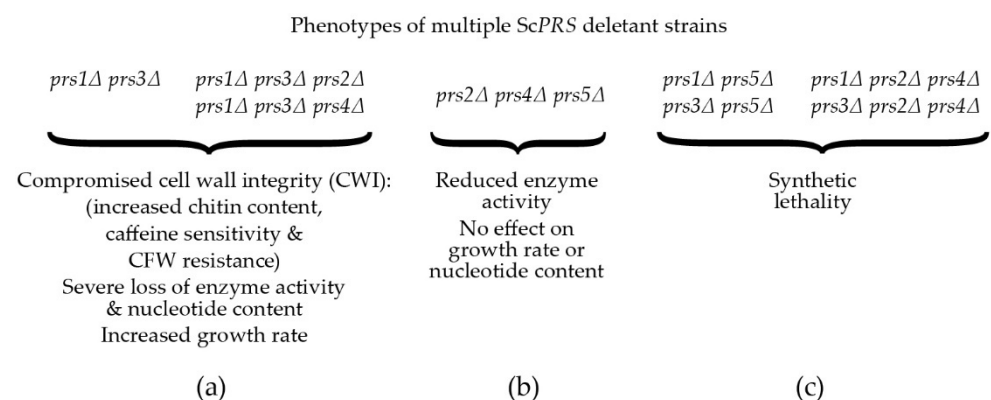 Phenotypes of multiple ScPRS deletant strains
prs1Δ prs3Δ
prs1Δ prs3Δ prs2Δ
prs1Δ prs3Δ prs4Δ
Compromised cell wall integrity (CWI):
(increased chitin content,
caffeine sensitivity &
CFW resistance)
Severe loss of enzyme activity
& nucleotide content
Increased growth rate
(a)
prs2Δ prs4Δ prs5Δ
Reduced enzyme
activity
No effect on
growth rate or
nucleotide content
(b)
prs1Δ prs5Δ
prs3Δ prs5Δ
prs1Δ prs2Δ prs4Δ
prs3Δ prs2Δ prs4Δ
Synthetic
lethality
(c)